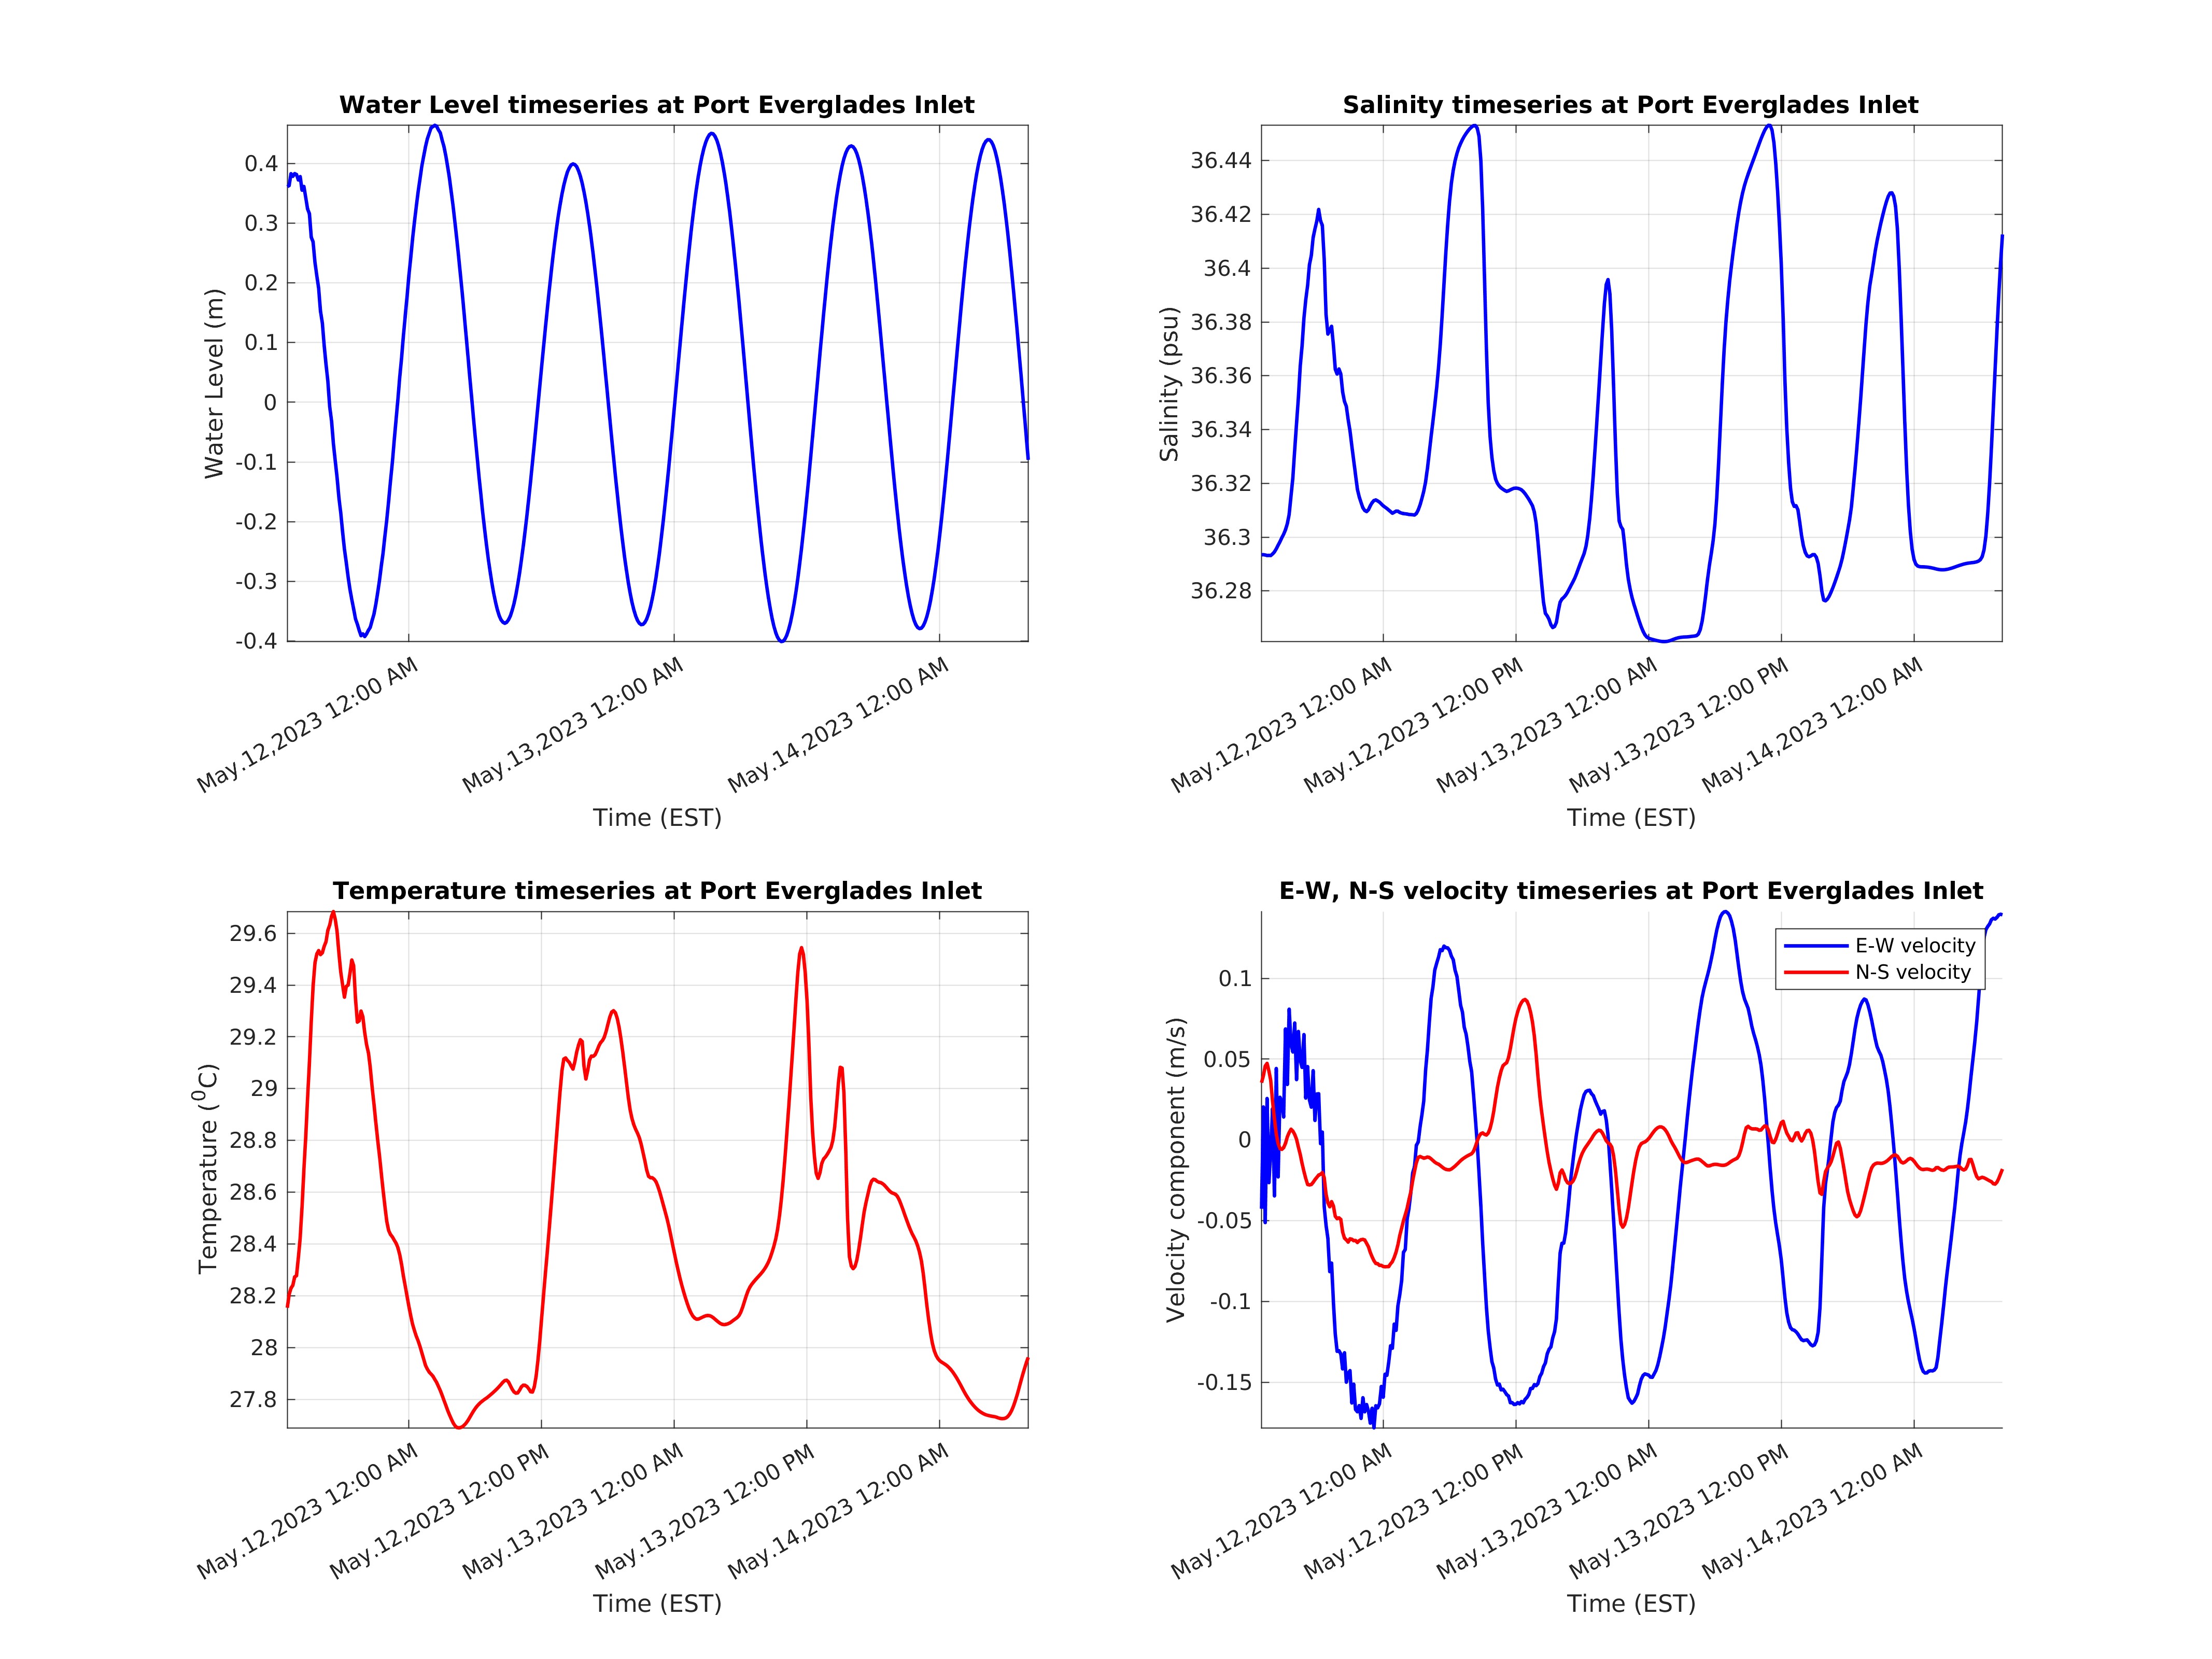 Water Level timeseries at Port Everglades Inlet
Water Level (m)
0.4
0.3
0.2
0.1
0
-0.1
-0.2
-0.3
-0.4
May.12,2023 12:00 AM
May.13,2023 12:00 AM
May.14,2023 12:00 AM
Time (EST)
Salinity timeseries at Port Everglades Inlet
Salinity (psu)
36.44
36.42
36.4
36.38
36.36
36.34
36.32
36.3
36.28
May.12,2023 12:00 AM
May.12,2023 12:00 PM
May.13,2023 12:00 AM
May.13,2023 12:00 PM
May.14,2023 12:00 AM
Time (EST)
Temperature timeseries at Port Everglades Inlet
Temperature (⁰C)
29.6
29.4
29.2
29
28.8
28.6
28.4
28.2
28
27.8
May.12,2023 12:00 AM
May.12,2023 12:00 PM
May.13,2023 12:00 AM
May.13,2023 12:00 PM
May.14,2023 12:00 AM
Time (EST)
E-W, N-S velocity timeseries at Port Everglades Inlet
E-W velocity
N-S velocity
Velocity component (m/s)
0.1
0.05
0
-0.05
-0.1
-0.15
May.12,2023 12:00 AM
May.12,2023 12:00 PM
May.13,2023 12:00 AM
May.13,2023 12:00 PM
May.14,2023 12:00 AM
Time (EST)